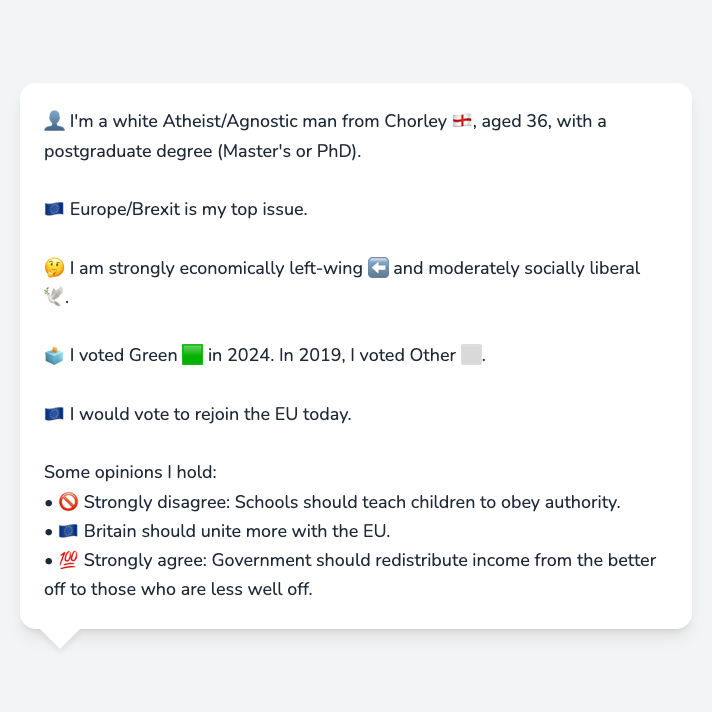 👤 I'm a white Atheist/Agnostic man from Chorley 🏴󠁧󠁢󠁥󠁮󠁧󠁿, aged 36, with a
postgraduate degree (Master's or PhD).
🇪🇺 Europe/Brexit is my top issue.
🤔 I am strongly economically left-wing ⬅️ and moderately socially liberal
🕊️.
🗳️ I voted Green 🟩 in 2024. In 2019, I voted Other ⬜.
🇪🇺 I would vote to rejoin the EU today.
Some opinions I hold:
• 🚫 Strongly disagree: Schools should teach children to obey authority.
• 🇪🇺 Britain should unite more with the EU.
• 💯 Strongly agree: Government should redistribute income from the better
off to those who are less well off.